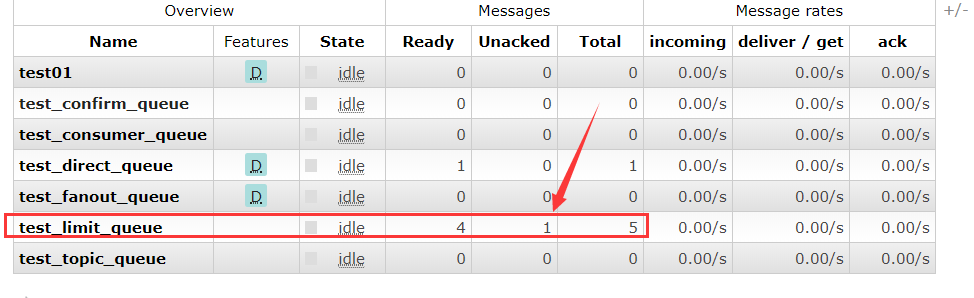 Overview Messages Message rates +/-
Name Features State Ready Unacked Total incoming deliver / get ack
test01 D idle 0 0 0 0.00/s 0.00/s 0.00/s
test_confirm_queue idle 0 0 0 0.00/s 0.00/s 0.00/s
test_consumer_queue idle 0 0 0 0.00/s 0.00/s 0.00/s
test_direct_queue D idle 1 0 1 0.00/s 0.00/s 0.00/s
test_fanout_queue D idle 0 0 0 0.00/s 0.00/s 0.00/s
test_limit_queue idle 4 1 5 0.00/s 0.00/s 0.00/s
test_topic_queue idle 0 0 0 0.00/s 0.00/s 0.00/s